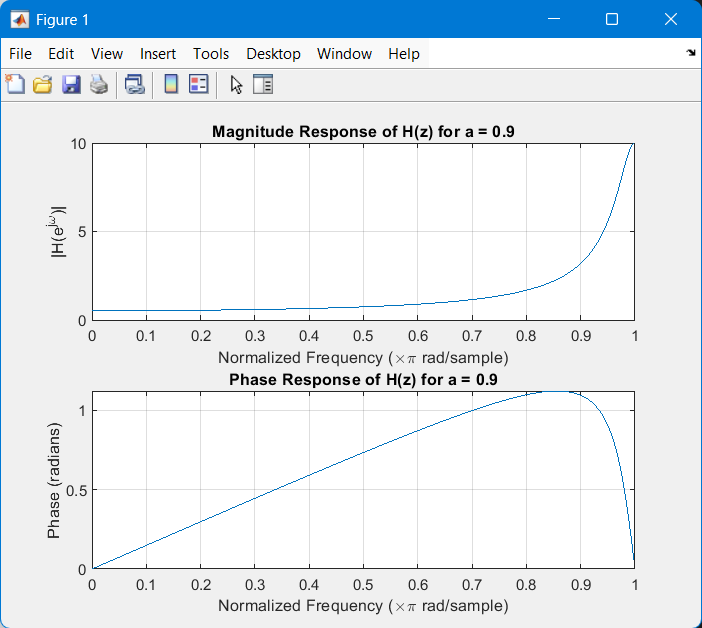 Figure 1
File Edit View Insert Tools Desktop Window Help
Magnitude Response of H(z) for a = 0.9
10
5
0
|H(e^jω)|
0 0.1 0.2 0.3 0.4 0.5 0.6 0.7 0.8 0.9 1
Normalized Frequency (×π rad/sample)
Phase Response of H(z) for a = 0.9
1
0.5
0
Phase (radians)
0 0.1 0.2 0.3 0.4 0.5 0.6 0.7 0.8 0.9 1
Normalized Frequency (×π rad/sample)